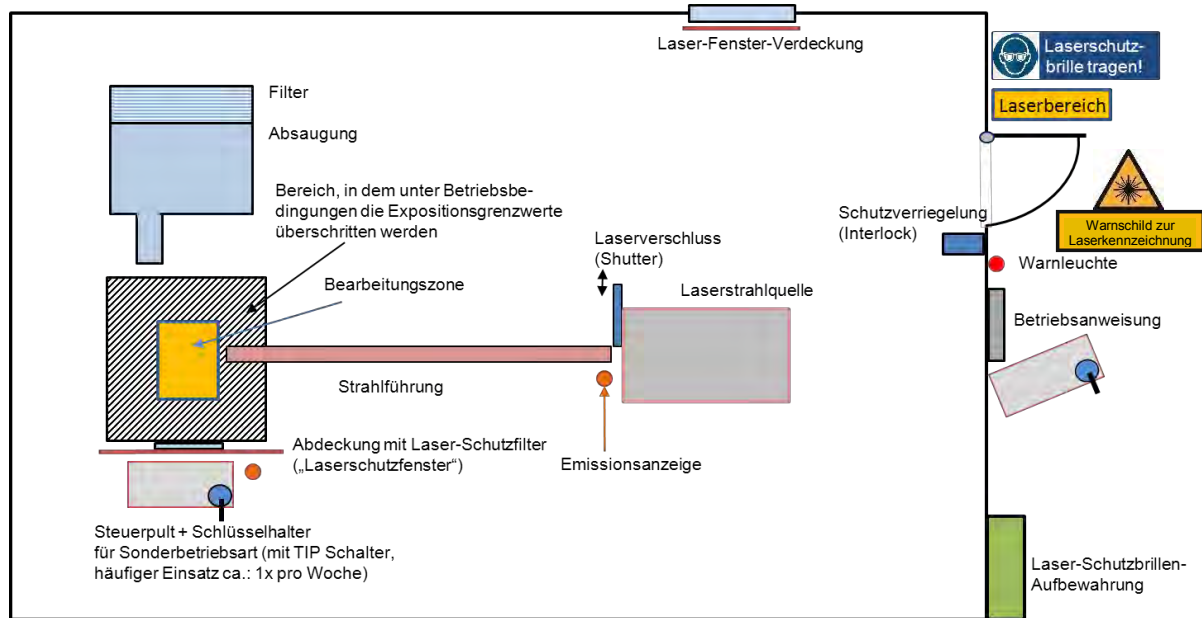 Laser-Fenster-Verdeckung
Laserschutz-
brille tragen!
Laserbereich
Filter
Absaugung
Bereich, in dem unter Betriebsbe-
dingungen die Expositionsgrenzwerte
überschritten werden
Schutzverriegelung
(Interlock)
Warnschild zur
Laserkennzeichnung
Laserverschluss
(Shutter)
Warnleuchte
Bearbeitungszone
Laserstrahlquelle
Betriebsanweisung
Strahlführung
Abdeckung mit Laser-Schutzfilter
(„Laserschutzfenster“)
Emissionsanzeige
Steuerpult + Schlüsselhalter
für Sonderbetriebsart (mit TIP Schalter,
häufiger Einsatz ca.: 1x pro Woche)
Laser-Schutzbrillen-
Aufbewahrung